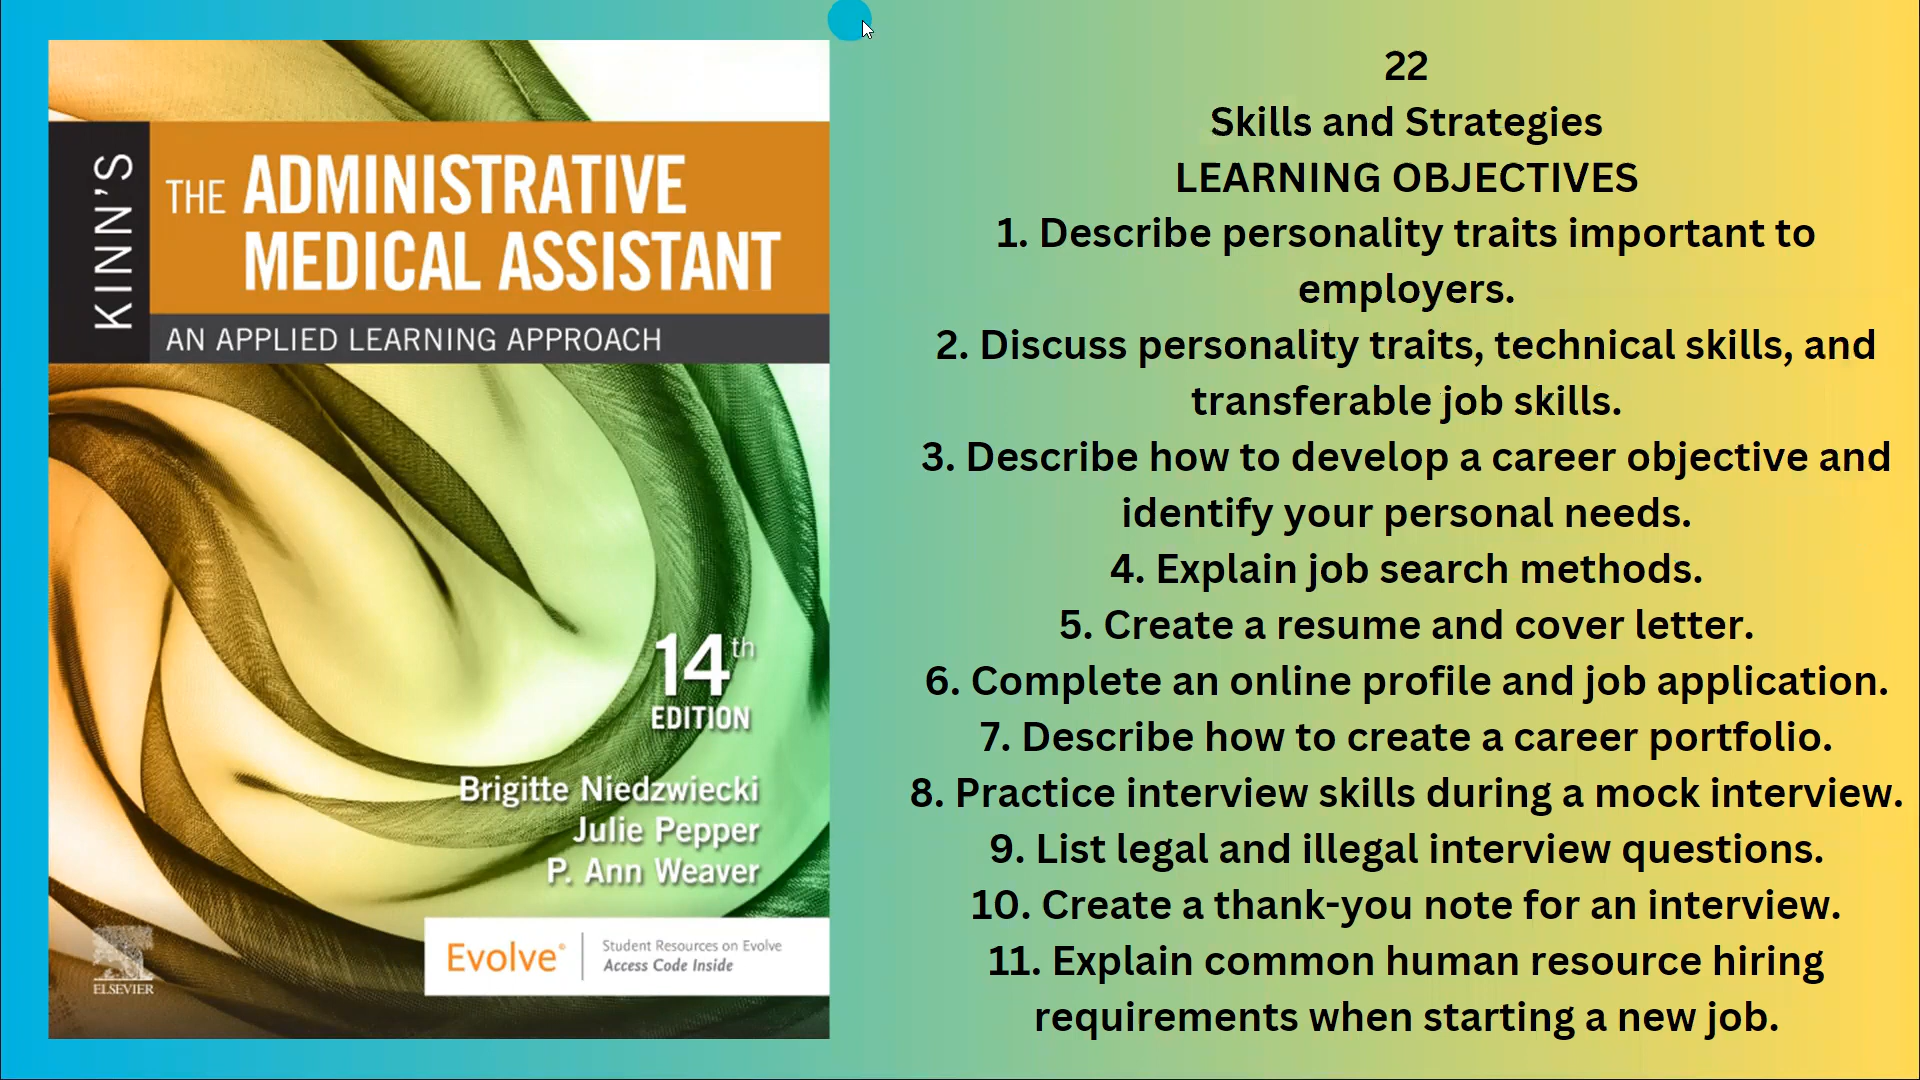 KINN'S
THE ADMINISTRATIVE
MEDICAL ASSISTANT
AN APPLIED LEARNING APPROACH
14th
EDITION
Brigitte Niedzwiecki
Julie Pepper
P. Ann Weaver
ELSEVIER
Evolve®
Student Resources on Evolve
Access Code Inside
22
Skills and Strategies
LEARNING OBJECTIVES
1. Describe personality traits important to
employers.
2. Discuss personality traits, technical skills, and
transferable job skills.
3. Describe how to develop a career objective and
identify your personal needs.
4. Explain job search methods.
5. Create a resume and cover letter.
6. Complete an online profile and job application.
7. Describe how to create a career portfolio.
8. Practice interview skills during a mock interview.
9. List legal and illegal interview questions.
10. Create a thank-you note for an interview.
11. Explain common human resource hiring
requirements when starting a new job.